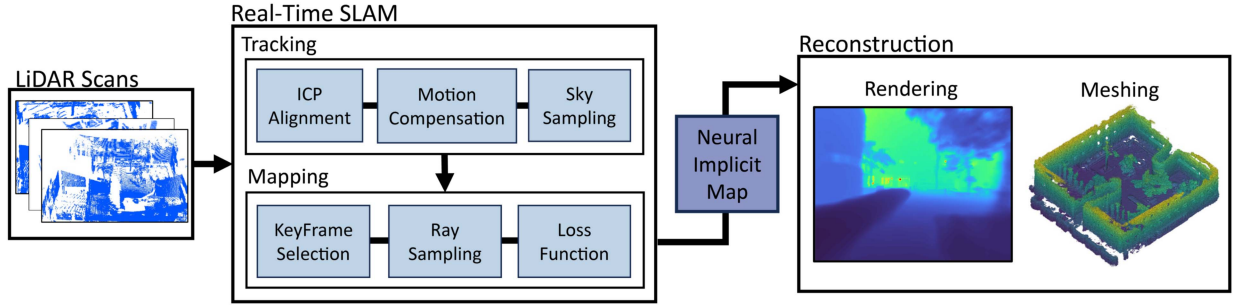 LiDAR Scans
Real-Time SLAM
Tracking
ICP
Alignment
Motion
Compensation
Sky
Sampling
Mapping
KeyFrame
Selection
Ray
Sampling
Loss
Function
Neural
Implicit
Map
Reconstruction
Rendering
Meshing